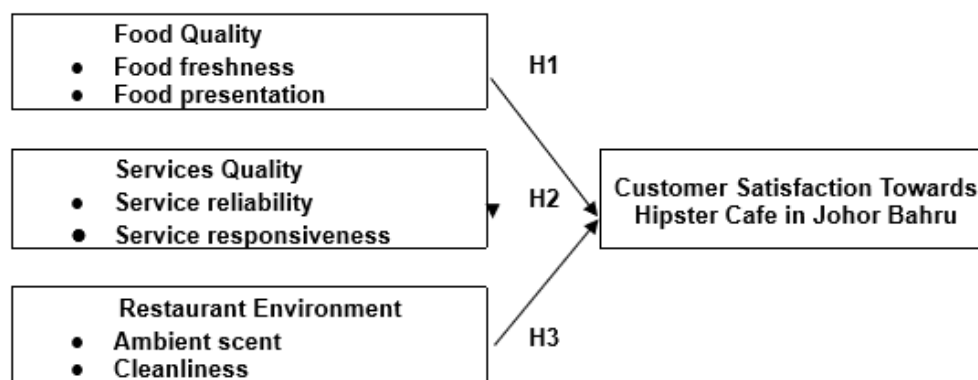 Food Quality
● Food freshness
● Food presentation
H1
Services Quality
● Service reliability
● Service responsiveness
H2
Customer Satisfaction Towards
Hipster Cafe in Johor Bahru
Restaurant Environment
● Ambient scent
● Cleanliness
H3